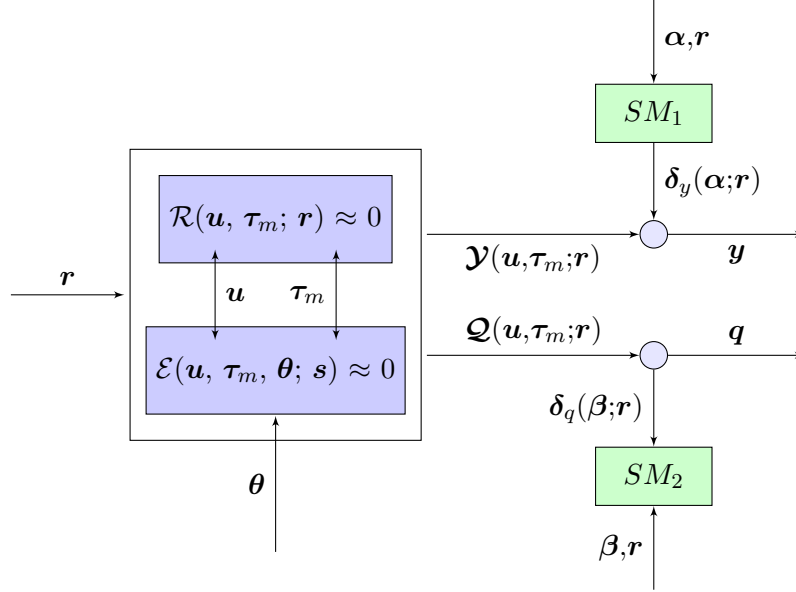 α,r
SM₁
δ_y(α;r)
ℛ(u, τ_m; r) ≈ 0
𝒴(u,τ_m;r)
y
r
u
τ_m
𝒬(u,τ_m;r)
q
ℰ(u, τ_m, θ; s) ≈ 0
δ_q(β;r)
SM₂
θ
β,r